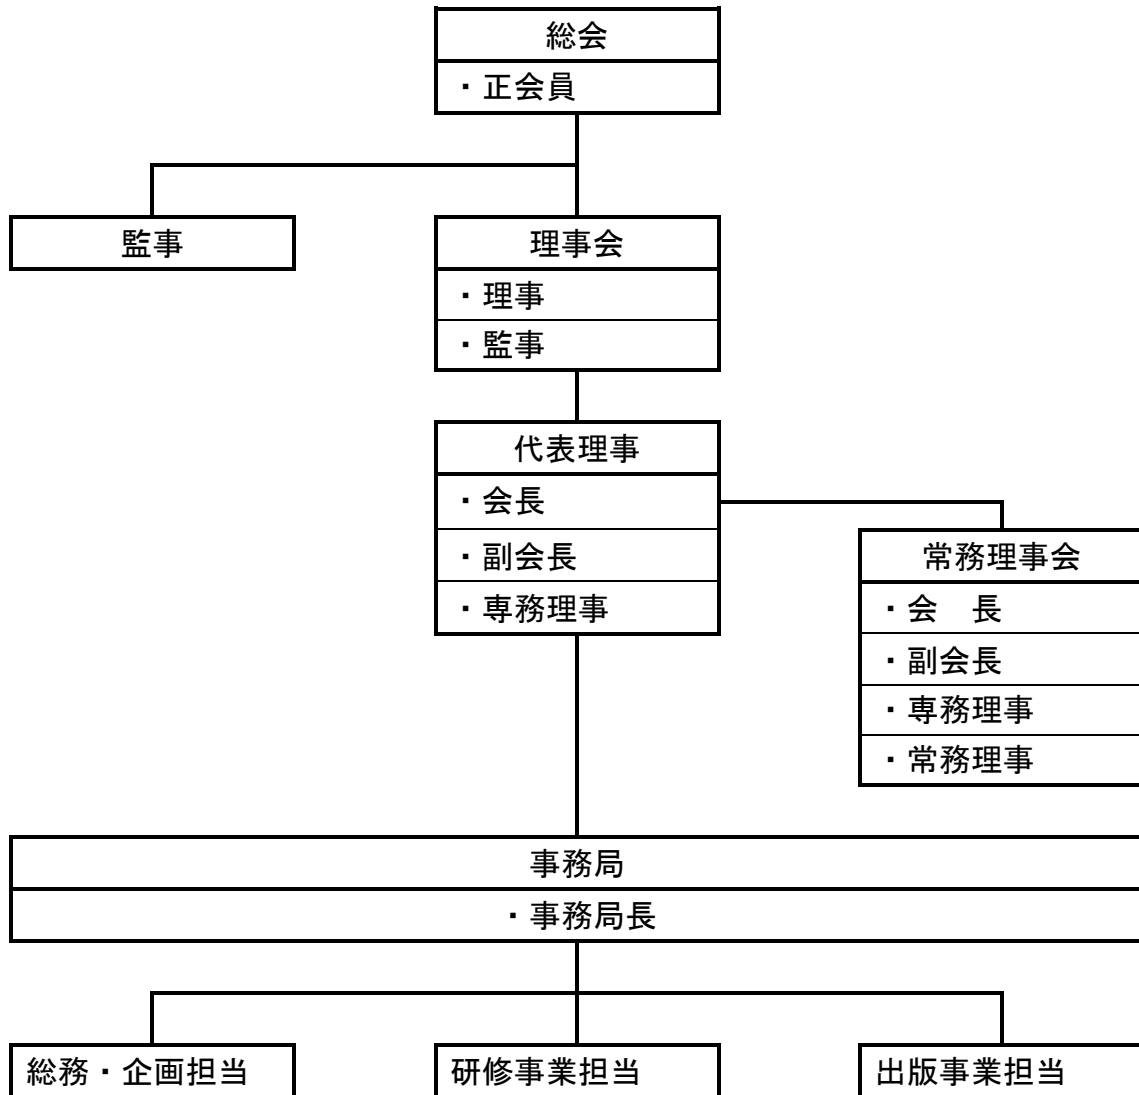 総会
・正会員
監事
理事会
・理事
・監事
代表理事
・会長
・副会長
・専務理事
常務理事会
・会　長
・副会長
・専務理事
・常務理事
事務局
・事務局長
総務・企画担当
研修事業担当
出版事業担当